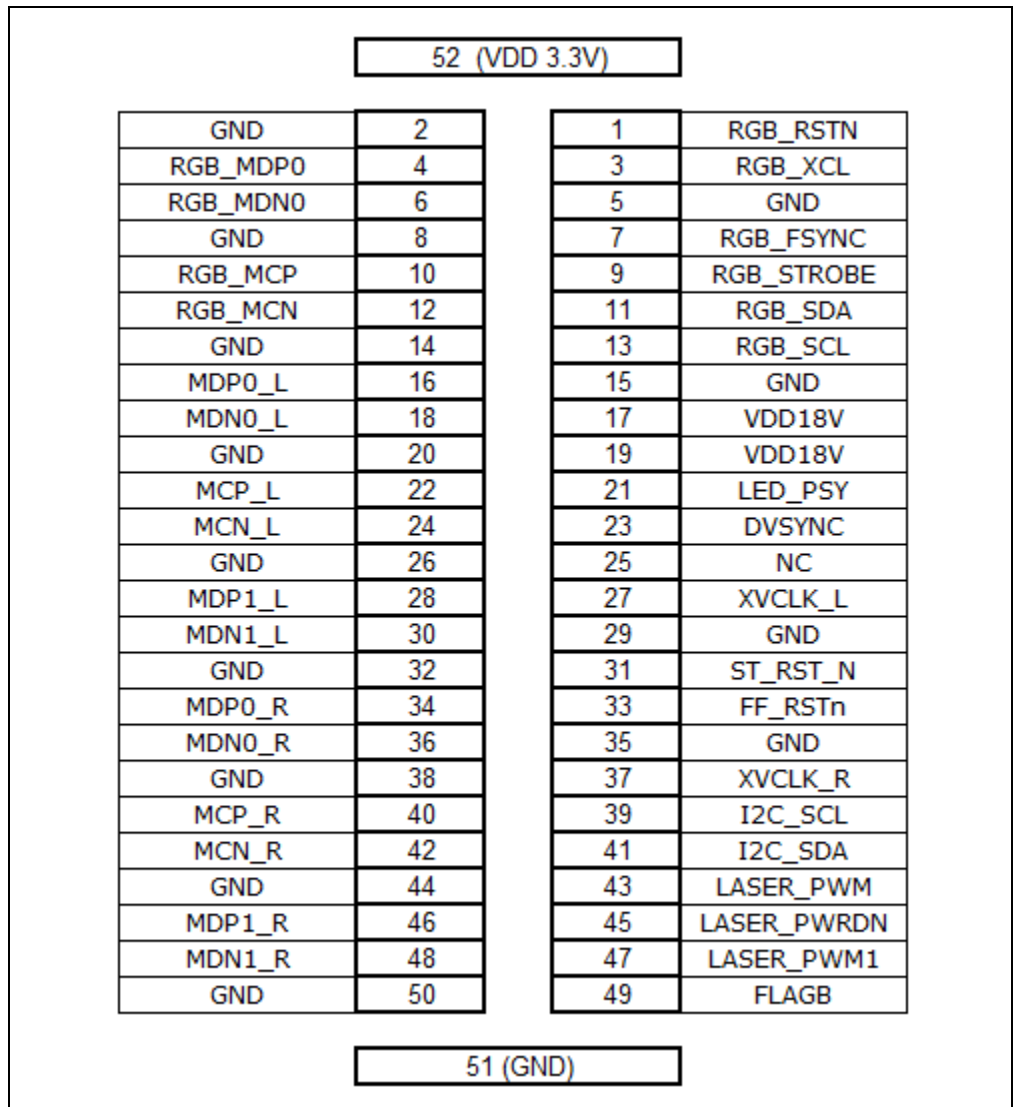 52 (VDD 3.3V)
GND 2 1 RGB_RSTN
RGB_MDP0 4 3 RGB_XCL
RGB_MDN0 6 5 GND
GND 8 7 RGB_FSYNC
RGB_MCP 10 9 RGB_STROBE
RGB_MCN 12 11 RGB_SDA
GND 14 13 RGB_SCL
MDP0_L 16 15 GND
MDN0_L 18 17 VDD18V
GND 20 19 VDD18V
MCP_L 22 21 LED_PSY
MCN_L 24 23 DVSYNC
GND 26 25 NC
MDP1_L 28 27 XVCLK_L
MDN1_L 30 29 GND
GND 32 31 ST_RST_N
MDP0_R 34 33 FF_RSTn
MDN0_R 36 35 GND
GND 38 37 XVCLK_R
MCP_R 40 39 I2C_SCL
MCN_R 42 41 I2C_SDA
GND 44 43 LASER_PWM
MDP1_R 46 45 LASER_PWRDN
MDN1_R 48 47 LASER_PWM1
GND 50 49 FLAGB
51 (GND)